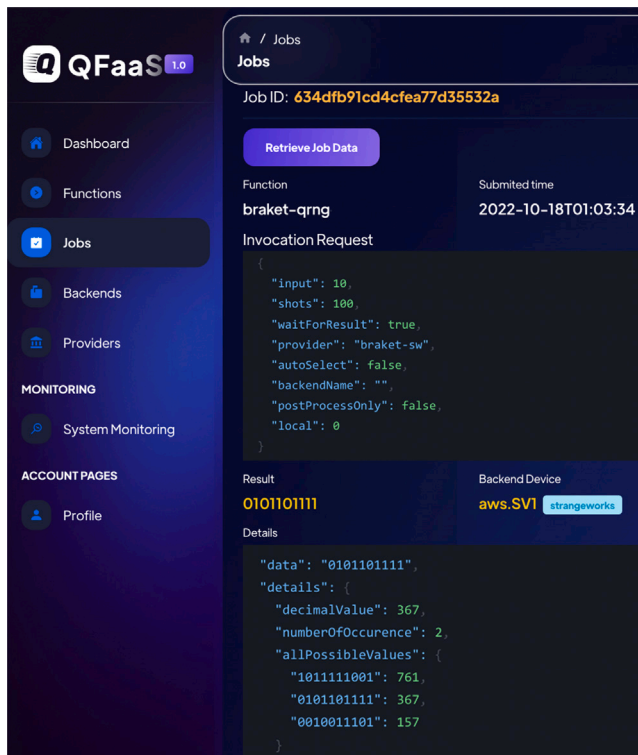 QFaaS 1.0
/ Jobs
Jobs
Job ID: 634dfb91cd4cfea77d35532a
Dashboard
Functions
Jobs
Backends
Providers
MONITORING
System Monitoring
ACCOUNT PAGES
Profile
Retrieve Job Data
Function
braket-qrng
Submited time
2022-10-18T01:03:34
Invocation Request
{
"input": 10,
"shots": 100,
"waitForResult": true,
"provider": "braket-sw",
"autoSelect": false,
"backendName": "",
"postProcessOnly": false,
"local": 0
}
Result
0101101111
Backend Device
aws.SV1 strangeworks
Details
"data": "0101101111",
"details": {
"decimalValue": 367,
"numberOfOccurence": 2,
"allPossibleValues": {
"1011111001": 761,
"0101101111": 367,
"0010011101": 157
}